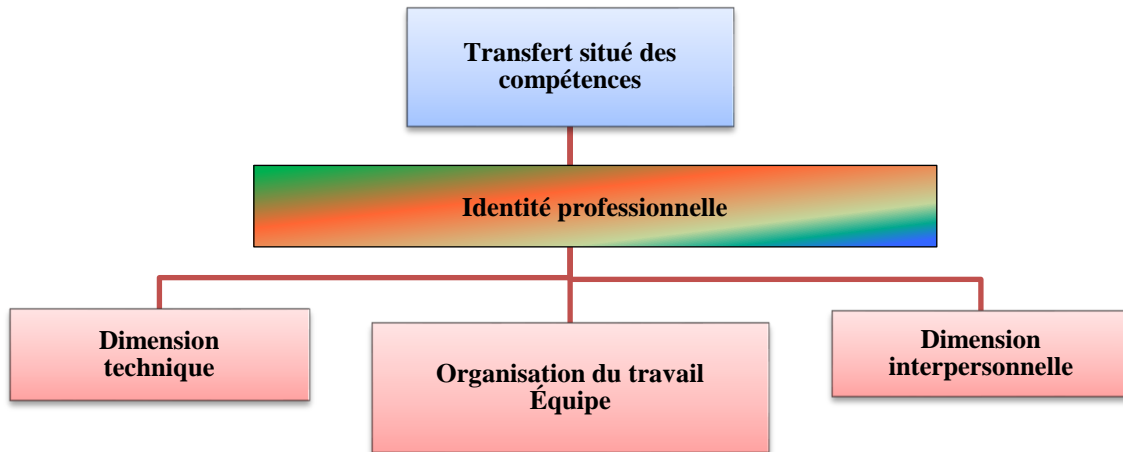 Transfert situé des
compétences
Identité professionnelle
Dimension
technique
Organisation du travail
Équipe
Dimension
interpersonnelle